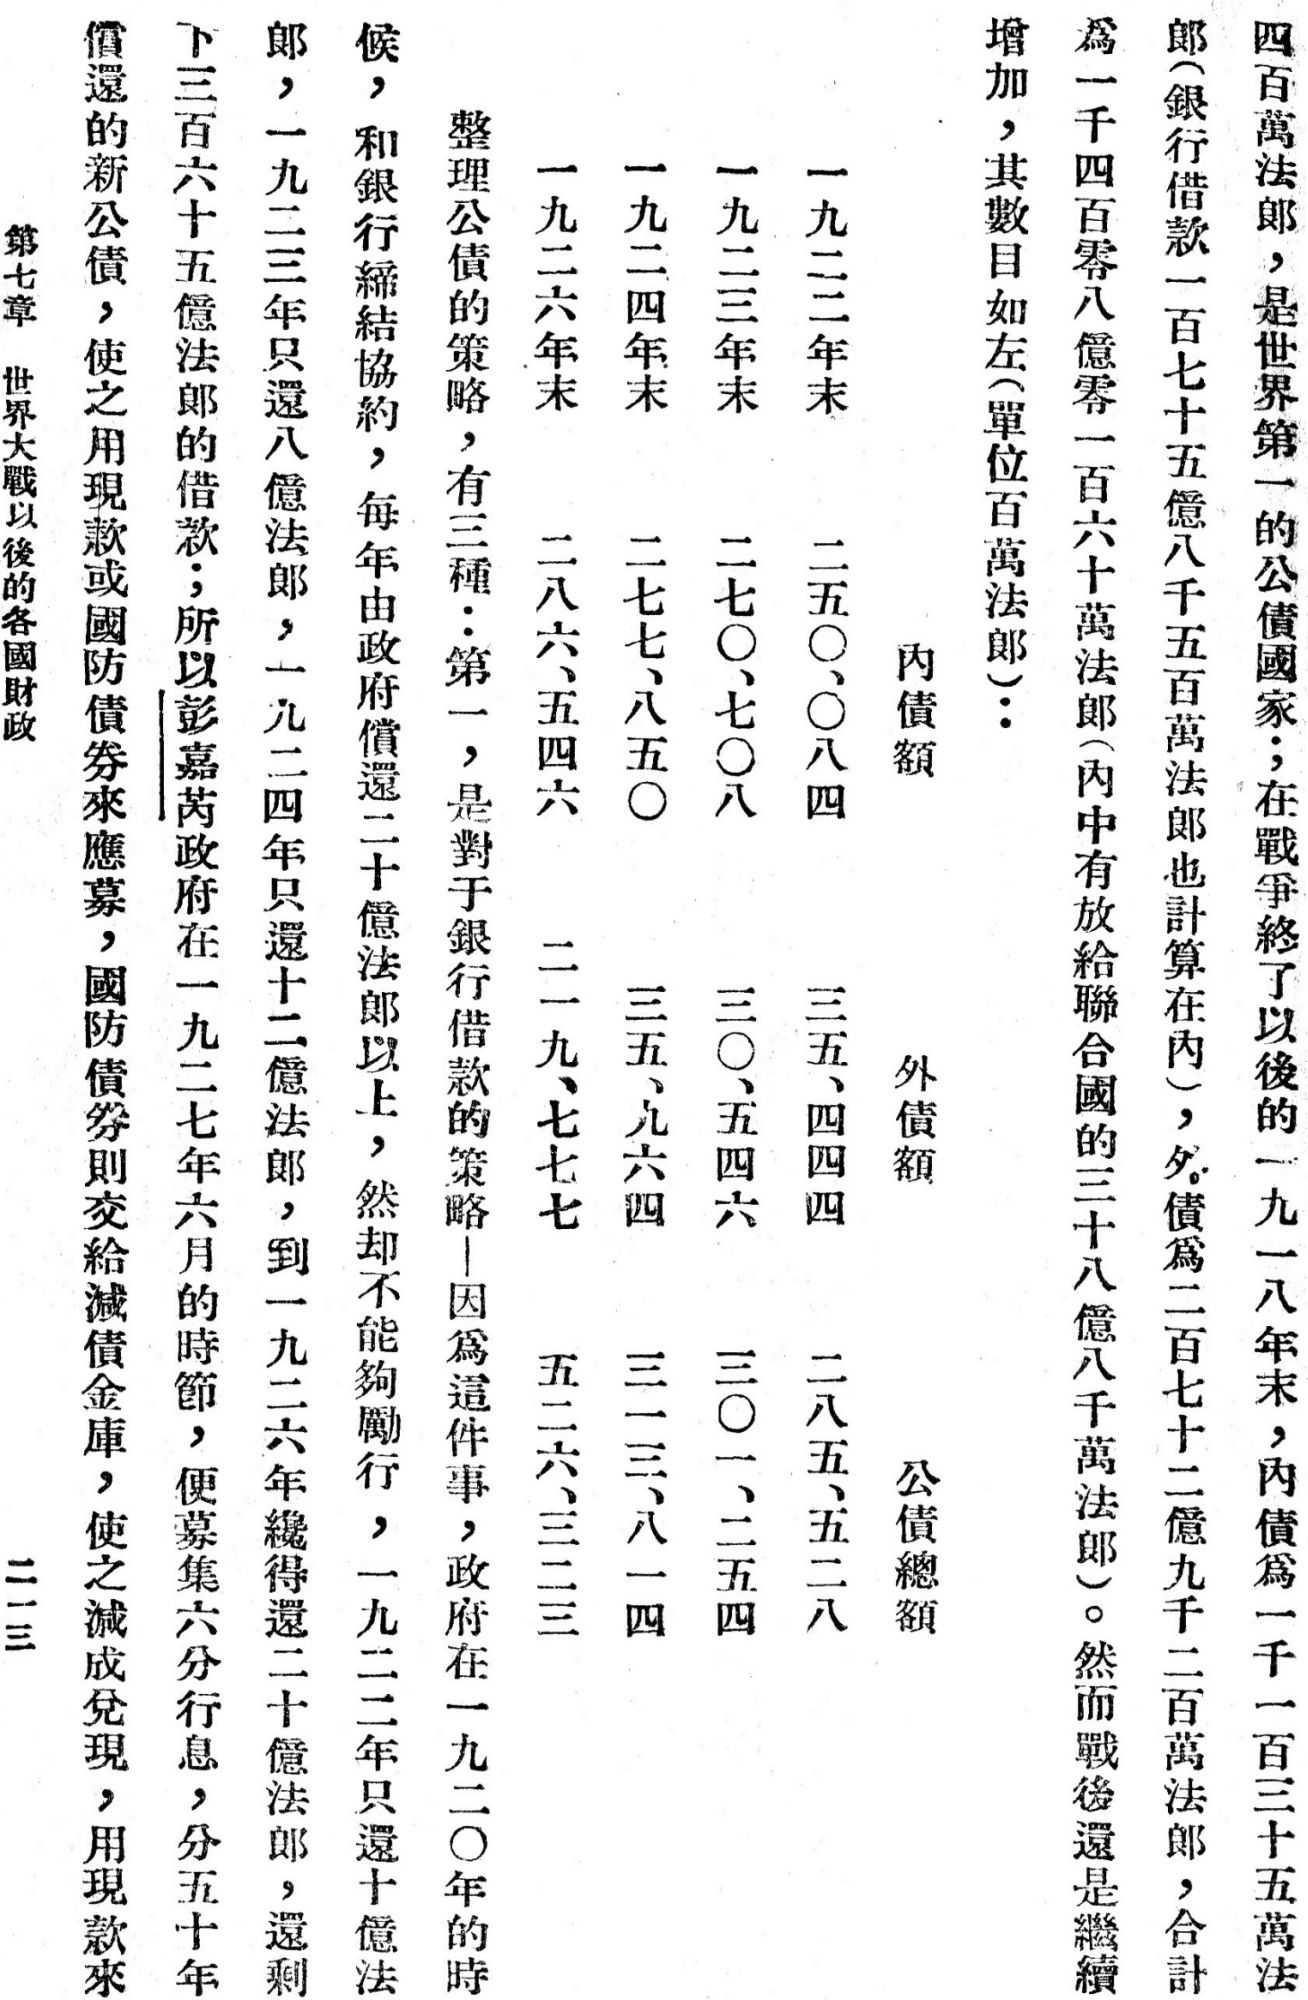 四百萬法郎，是世界第一的公債國家；在戰爭終了以後的一九一八年末，內債爲一千一百三十五萬法
郎（銀行借款一百七十五億八千五百萬法郎也計算在內），外債爲二百七十二億九千二百萬法郎，合計
爲一千四百零八億零一百六十萬法郎（內中有放給聯合國的三十八億八千萬法郎）。然而戰後還是繼續
增加，其數目如左（單位百萬法郎）：
內債額　外債額　公債總額
一九二二年末　二五〇、〇八四　三五、四四四　二八五、五二八
一九二三年末　二七〇、七〇八　三〇、五四六　三〇一、二五四
一九二四年末　二七七、八五〇　三五、九六四　三一三、八一四
一九二六年末　二八六、五四六　二一九、七七七　五二六、三二三
整理公債的策略，有三種：第一，是對于銀行借款的策略—因爲這件事，政府在一九二〇年的時
候，和銀行締結協約，每年由政府償還二十億法郎以上，然却不能夠勵行，一九二二年只還十億法
郎，一九二三年只還八億法郎，一九二四年只還十二億法郎，到一九二六年纔得還二十億法郎，還剩
下三百六十五億法郎的借款；所以彭嘉芮政府在一九二七年六月的時節，便募集六分行息，分五十年
償還的新公債，使之用現款或國防債券來應募，國防債券則交給減債金庫，使之減成兌現，用現款來
第七章　世界大戰以後的各國財政
二一三